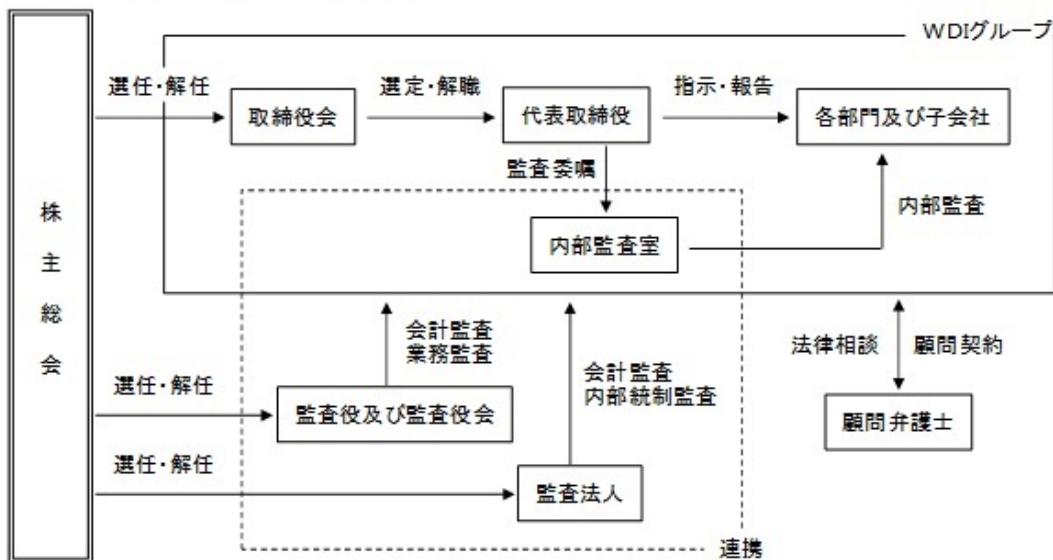 WDIグループ
選任・解任
選定・解職
指示・報告
取締役会
代表取締役
各部門及び子会社
監査委嘱
内部監査室
内部監査
株主総会
会計監査
業務監査
会計監査
内部統制監査
法律相談
顧問契約
選任・解任
監査役及び監査役会
顧問弁護士
選任・解任
監査法人
連携